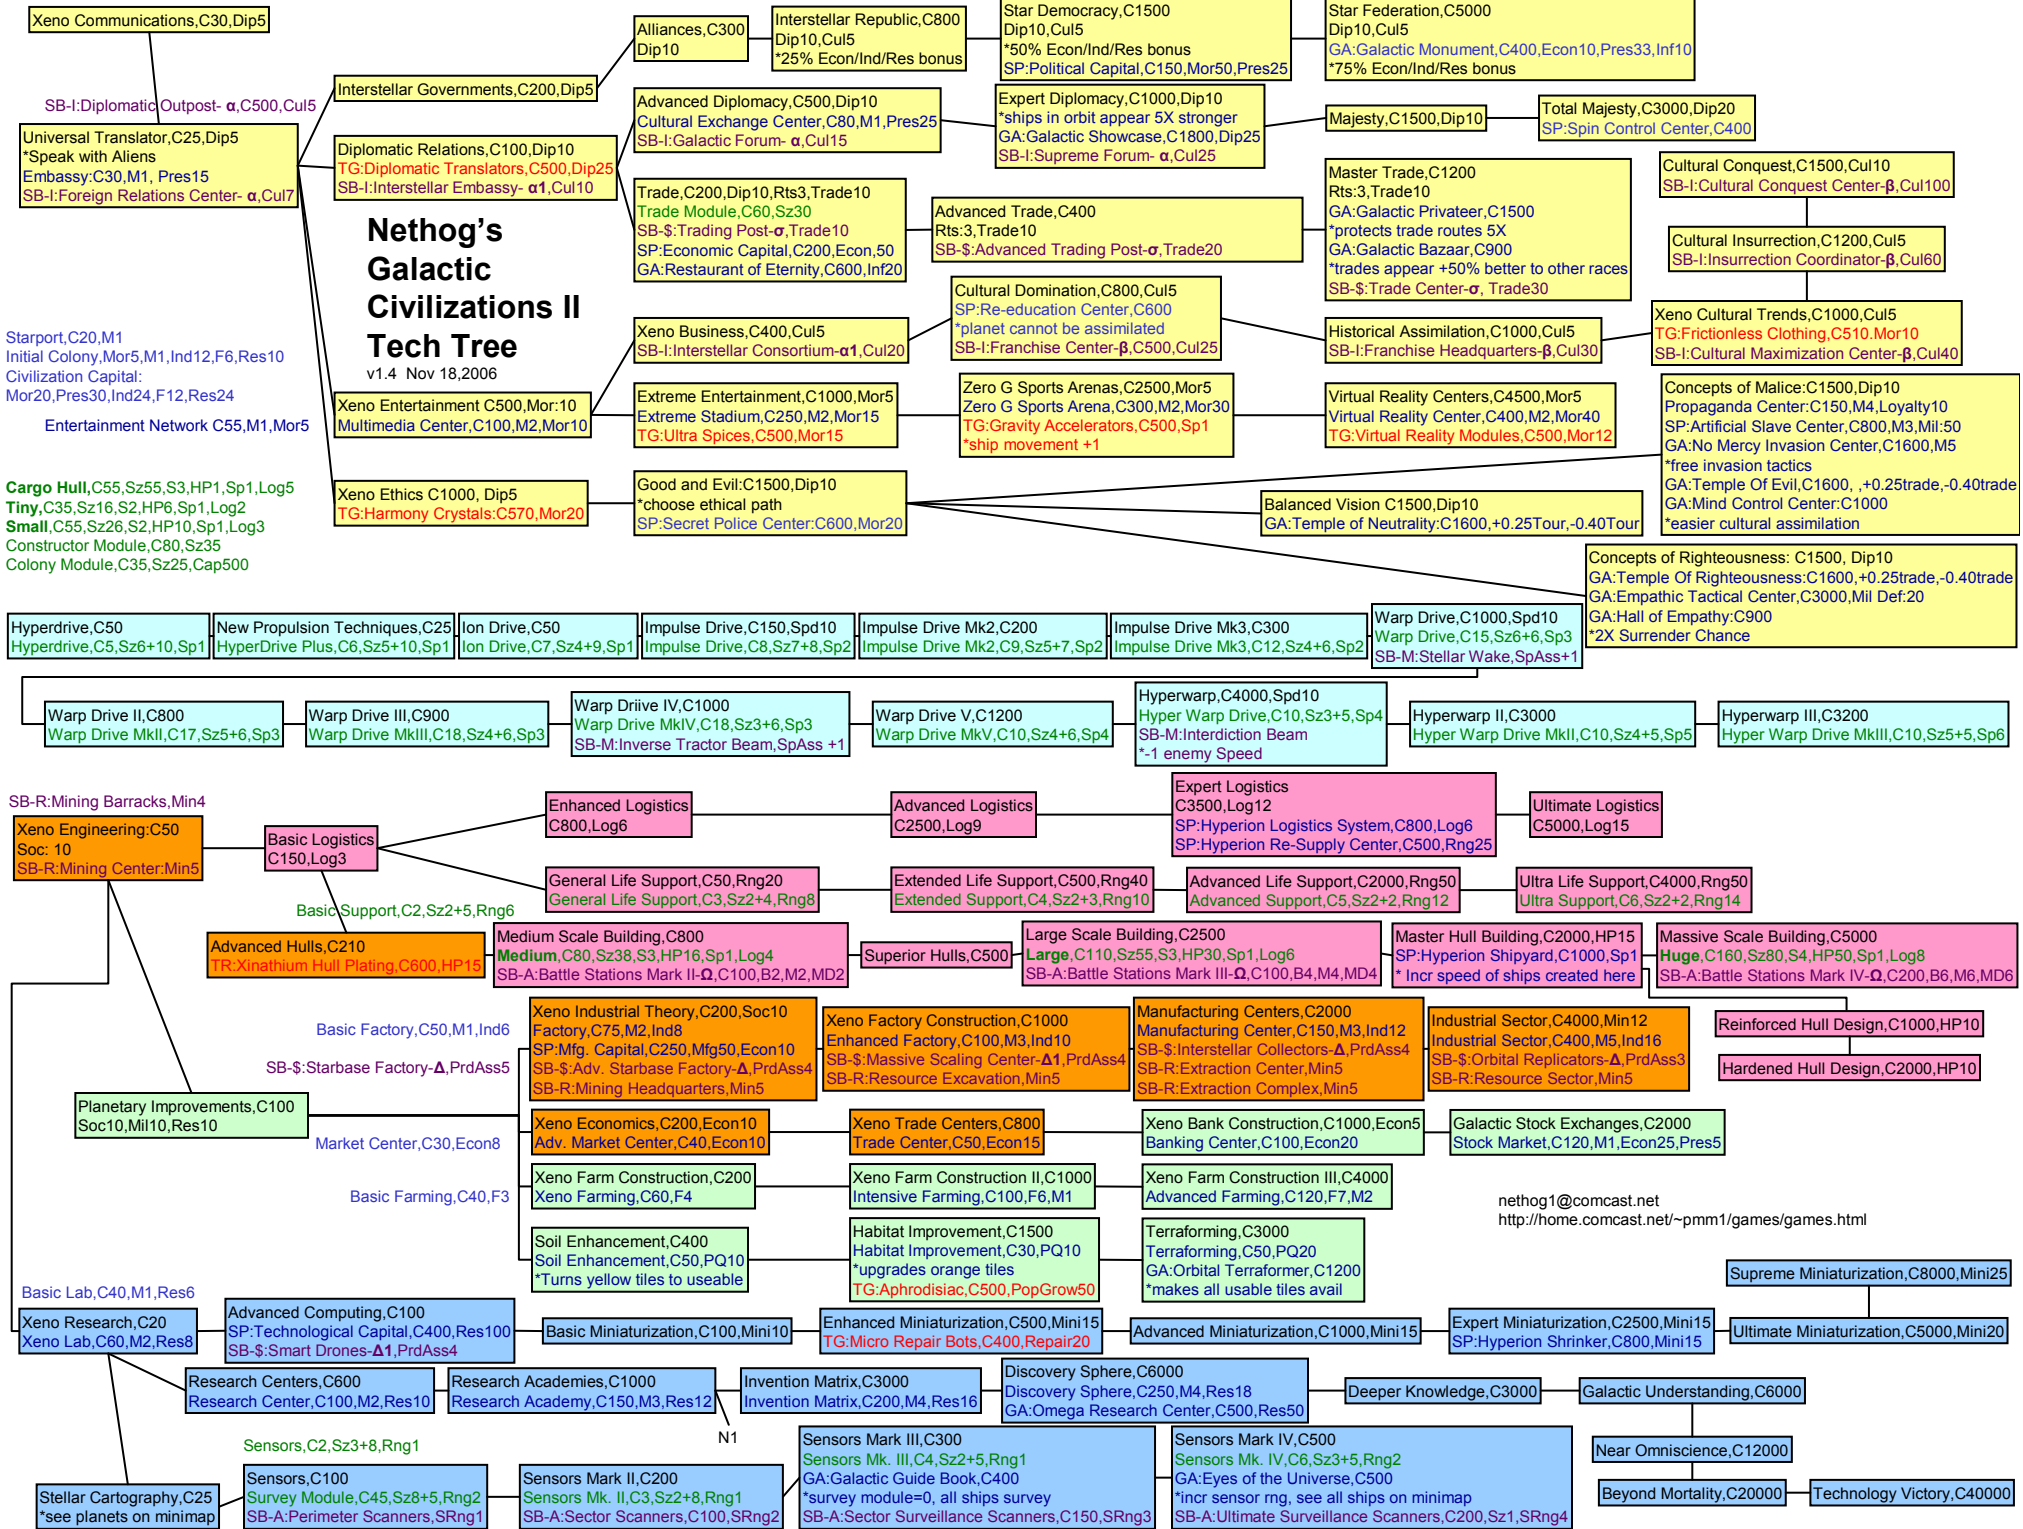 Xeno Communications,C30,Dip5
SB-I:Diplomatic Outpost- α,C500,Cul5
Universal Translator,C25,Dip5
*Speak with Aliens
Embassy:C30,M1, Pres15
SB-I:Foreign Relations Center- α,Cul7
Interstellar Governments,C200,Dip5
Alliances,C300
Dip10
Interstellar Republic,C800
Dip10,Cul5
*25% Econ/Ind/Res bonus
Star Democracy,C1500
Dip10,Cul5
*50% Econ/Ind/Res bonus
SP:Political Capital,C150,Mor50,Pres25
Star Federation,C5000
Dip10,Cul5
GA:Galactic Monument,C400,Econ10,Pres33,Inf10
*75% Econ/Ind/Res bonus
Diplomatic Relations,C100,Dip10
TG:Diplomatic Translators,C500,Dip25
SB-I:Interstellar Embassy- α1,Cul10
Advanced Diplomacy,C500,Dip10
Cultural Exchange Center,C80,M1,Pres25
SB-I:Galactic Forum- α,Cul15
Expert Diplomacy,C1000,Dip10
*ships in orbit appear 5X stronger
GA:Galactic Showcase,C1800,Dip25
SB-I:Supreme Forum- α,Cul25
Majesty,C1500,Dip10
Total Majesty,C3000,Dip20
SP:Spin Control Center,C400
Trade,C200,Dip10,Rts3,Trade10
Trade Module,C60,Sz30
SB-$:Trading Post-σ,Trade10
SP:Economic Capital,C200,Econ,50
GA:Restaurant of Eternity,C600,Inf20
Advanced Trade,C400
Rts:3,Trade10
SB-$:Advanced Trading Post-σ,Trade20
Master Trade,C1200
Rts:3,Trade10
GA:Galactic Privateer,C1500
*protects trade routes 5X
GA:Galactic Bazaar,C900
*trades appear +50% better to other races
SB-$:Trade Center-σ, Trade30
Cultural Conquest,C1500,Cul10
SB-I:Cultural Conquest Center-β,Cul100
Cultural Insurrection,C1200,Cul5
SB-I:Insurrection Coordinator-β,Cul60
Nethog's
Galactic
Civilizations II
Tech Tree
v1.4 Nov 18,2006
Starport,C20,M1
Initial Colony,Mor5,M1,Ind12,F6,Res10
Civilization Capital:
Mor20,Pres30,Ind24,F12,Res24
Entertainment Network C55,M1,Mor5
Xeno Business,C400,Cul5
SB-I:Interstellar Consortium-α1,Cul20
Cultural Domination,C800,Cul5
SP:Re-education Center,C600
*planet cannot be assimilated
SB-I:Franchise Center-β,C500,Cul25
Historical Assimilation,C1000,Cul5
SB-I:Franchise Headquarters-β,Cul30
Xeno Cultural Trends,C1000,Cul5
TG:Frictionless Clothing,C510.Mor10
SB-I:Cultural Maximization Center-β,Cul40
Xeno Entertainment C500,Mor:10
Multimedia Center,C100,M2,Mor10
Extreme Entertainment,C1000,Mor5
Extreme Stadium,C250,M2,Mor15
TG:Ultra Spices,C500,Mor15
Zero G Sports Arenas,C2500,Mor5
Zero G Sports Arena,C300,M2,Mor30
TG:Gravity Accelerators,C500,Sp1
*ship movement +1
Virtual Reality Centers,C4500,Mor5
Virtual Reality Center,C400,M2,Mor40
TG:Virtual Reality Modules,C500,Mor12
Concepts of Malice:C1500,Dip10
Propaganda Center:C150,M4,Loyalty10
SP:Artificial Slave Center,C800,M3,Mil:50
GA:No Mercy Invasion Center,C1600,M5
*free invasion tactics
GA:Temple Of Evil,C1600, ,+0.25trade,-0.40trade
GA:Mind Control Center:C1000
*easier cultural assimilation
Cargo Hull,C55,Sz55,S3,HP1,Sp1,Log5
Tiny,C35,Sz16,S2,HP6,Sp1,Log2
Small,C55,Sz26,S2,HP10,Sp1,Log3
Constructor Module,C80,Sz35
Colony Module,C35,Sz25,Cap500
Xeno Ethics C1000, Dip5
TG:Harmony Crystals:C570,Mor20
Good and Evil:C1500,Dip10
*choose ethical path
SP:Secret Police Center:C600,Mor20
Balanced Vision C1500,Dip10
GA:Temple of Neutrality:C1600,+0.25Tour,-0.40Tour
Concepts of Righteousness: C1500, Dip10
GA:Temple Of Righteousness:C1600,+0.25trade,-0.40trade
GA:Empathic Tactical Center,C3000,Mil Def:20
GA:Hall of Empathy:C900
*2X Surrender Chance
Hyperdrive,C50
Hyperdrive,C5,Sz6+10,Sp1
New Propulsion Techniques,C25
HyperDrive Plus,C6,Sz5+10,Sp1
Ion Drive,C50
Ion Drive,C7,Sz4+9,Sp1
Impulse Drive,C150,Spd10
Impulse Drive,C8,Sz7+8,Sp2
Impulse Drive Mk2,C200
Impulse Drive Mk2,C9,Sz5+7,Sp2
Impulse Drive Mk3,C300
Impulse Drive Mk3,C12,Sz4+6,Sp2
Warp Drive,C1000,Spd10
Warp Drive,C15,Sz6+6,Sp3
SB-M:Stellar Wake,SpAss+1
Warp Drive II,C800
Warp Drive MkII,C17,Sz5+6,Sp3
Warp Drive III,C900
Warp Drive MkIII,C18,Sz4+6,Sp3
Warp Driive IV,C1000
Warp Drive MkIV,C18,Sz3+6,Sp3
SB-M:Inverse Tractor Beam,SpAss +1
Warp Drive V,C1200
Warp Drive MkV,C10,Sz4+6,Sp4
Hyperwarp,C4000,Spd10
Hyper Warp Drive,C10,Sz3+5,Sp4
SB-M:Interdiction Beam
*-1 enemy Speed
Hyperwarp II,C3000
Hyper Warp Drive MkII,C10,Sz4+5,Sp5
Hyperwarp III,C3200
Hyper Warp Drive MkIII,C10,Sz5+5,Sp6
SB-R:Mining Barracks,Min4
Xeno Engineering:C50
Soc: 10
SB-R:Mining Center:Min5
Basic Logistics
C150,Log3
Enhanced Logistics
C800,Log6
Advanced Logistics
C2500,Log9
Expert Logistics
C3500,Log12
SP:Hyperion Logistics System,C800,Log6
SP:Hyperion Re-Supply Center,C500,Rng25
Ultimate Logistics
C5000,Log15
General Life Support,C50,Rng20
General Life Support,C3,Sz2+4,Rng8
Extended Life Support,C500,Rng40
Extended Support,C4,Sz2+3,Rng10
Advanced Life Support,C2000,Rng50
Advanced Support,C5,Sz2+2,Rng12
Ultra Life Support,C4000,Rng50
Ultra Support,C6,Sz2+2,Rng14
Basic Support,C2,Sz2+5,Rng6
Advanced Hulls,C210
TR:Xinathium Hull Plating,C600,HP15
Medium Scale Building,C800
Medium,C80,Sz38,S3,HP16,Sp1,Log4
SB-A:Battle Stations Mark II-Ω,C100,B2,M2,MD2
Superior Hulls,C500
Large Scale Building,C2500
Large,C110,Sz55,S3,HP30,Sp1,Log6
SB-A:Battle Stations Mark III-Ω,C100,B4,M4,MD4
Master Hull Building,C2000,HP15
SP:Hyperion Shipyard,C1000,Sp1
* Incr speed of ships created here
Massive Scale Building,C5000
Huge,C160,Sz80,S4,HP50,Sp1,Log8
SB-A:Battle Stations Mark IV-Ω,C200,B6,M6,MD6
Reinforced Hull Design,C1000,HP10
Hardened Hull Design,C2000,HP10
Basic Factory,C50,M1,Ind6
SB-$:Starbase Factory-Δ,PrdAss5
Xeno Industrial Theory,C200,Soc10
Factory,C75,M2,Ind8
SP:Mfg. Capital,C250,Mfg50,Econ10
SB-$:Adv. Starbase Factory-Δ,PrdAss4
SB-R:Mining Headquarters,Min5
Xeno Factory Construction,C1000
Enhanced Factory,C100,M3,Ind10
SB-$:Massive Scaling Center-Δ1,PrdAss4
SB-R:Resource Excavation,Min5
Manufacturing Centers,C2000
Manufacturing Center,C150,M3,Ind12
SB-$:Interstellar Collectors-Δ,PrdAss4
SB-R:Extraction Center,Min5
SB-R:Extraction Complex,Min5
Industrial Sector,C4000,Min12
Industrial Sector,C400,M5,Ind16
SB-$:Orbital Replicators-Δ,PrdAss3
SB-R:Resource Sector,Min5
Planetary Improvements,C100
Soc10,Mil10,Res10
Market Center,C30,Econ8
Xeno Economics,C200,Econ10
Adv. Market Center,C40,Econ10
Xeno Trade Centers,C800
Trade Center,C50,Econ15
Xeno Bank Construction,C1000,Econ5
Banking Center,C100,Econ20
Galactic Stock Exchanges,C2000
Stock Market,C120,M1,Econ25,Pres5
Basic Farming,C40,F3
Xeno Farm Construction,C200
Xeno Farming,C60,F4
Xeno Farm Construction II,C1000
Intensive Farming,C100,F6,M1
Xeno Farm Construction III,C4000
Advanced Farming,C120,F7,M2
nethog1@comcast.net
http://home.comcast.net/~pmm1/games/games.html
Soil Enhancement,C400
Soil Enhancement,C50,PQ10
*Turns yellow tiles to useable
Habitat Improvement,C1500
Habitat Improvement,C30,PQ10
*upgrades orange tiles
TG:Aphrodisiac,C500,PopGrow50
Terraforming,C3000
Terraforming,C50,PQ20
GA:Orbital Terraformer,C1200
*makes all usable tiles avail
Basic Lab,C40,M1,Res6
Xeno Research,C20
Xeno Lab,C60,M2,Res8
Advanced Computing,C100
SP:Technological Capital,C400,Res100
SB-$:Smart Drones-Δ1,PrdAss4
Basic Miniaturization,C100,Mini10
Enhanced Miniaturization,C500,Mini15
TG:Micro Repair Bots,C400,Repair20
Advanced Miniaturization,C1000,Mini15
Expert Miniaturization,C2500,Mini15
SP:Hyperion Shrinker,C800,Mini15
Supreme Miniaturization,C8000,Mini25
Ultimate Miniaturization,C5000,Mini20
Research Centers,C600
Research Center,C100,M2,Res10
Research Academies,C1000
Research Academy,C150,M3,Res12
N1
Invention Matrix,C3000
Invention Matrix,C200,M4,Res16
Discovery Sphere,C6000
Discovery Sphere,C250,M4,Res18
GA:Omega Research Center,C500,Res50
Deeper Knowledge,C3000
Galactic Understanding,C6000
Near Omniscience,C12000
Beyond Mortality,C20000
Technology Victory,C40000
Stellar Cartography,C25
*see planets on minimap
Sensors,C2,Sz3+8,Rng1
Sensors,C100
Survey Module,C45,Sz8+5,Rng2
SB-A:Perimeter Scanners,SRng1
Sensors Mark II,C200
Sensors Mk. II,C3,Sz2+8,Rng1
SB-A:Sector Scanners,C100,SRng2
Sensors Mark III,C300
Sensors Mk. III,C4,Sz2+5,Rng1
GA:Galactic Guide Book,C400
*survey module=0, all ships survey
SB-A:Sector Surveillance Scanners,C150,SRng3
Sensors Mark IV,C500
Sensors Mk. IV,C6,Sz3+5,Rng2
GA:Eyes of the Universe,C500
*incr sensor rng, see all ships on minimap
SB-A:Ultimate Surveillance Scanners,C200,Sz1,SRng4